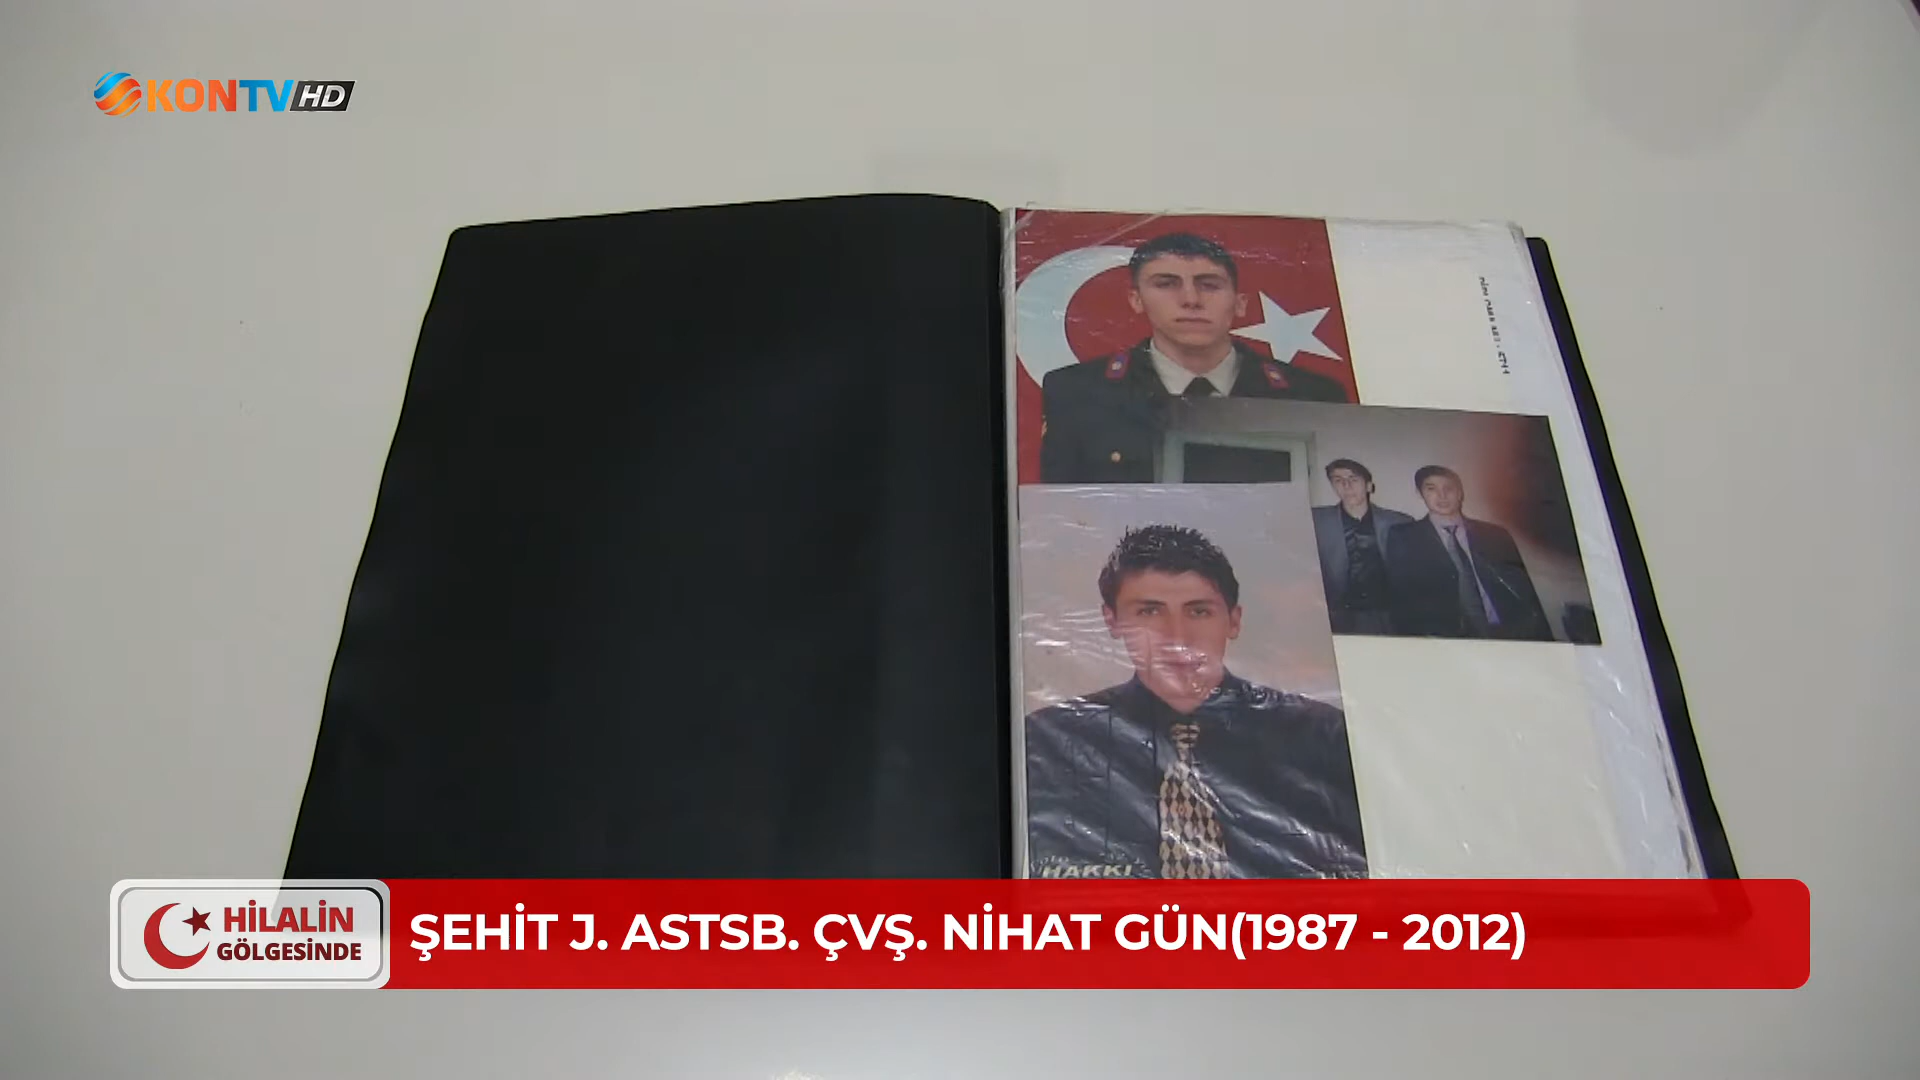 KONTV HD
HAKKI
HİLALİN
GÖLGESİNDE
ŞEHİT J. ASTSB. ÇVŞ. NİHAT GÜN(1987 - 2012)